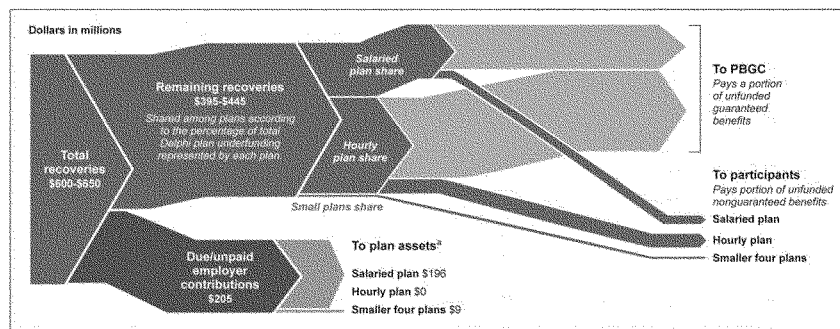 Dollars in millions
Total
recoveries
$600-$650
Remaining recoveries
$395-$445
Shared among plans according
to the percentage of total
Delphi plan underfunding
represented by each plan.
Salaried
plan share
Hourly
plan share
Small plans share
Due/unpaid
employer
contributions
$205
To plan assetsª
Salaried plan $196
Hourly plan $0
Smaller four plans $9
To PBGC
Pays a portion
of unfunded
guaranteed
benefits
To participants
Pays portion of unfunded
nonguaranteed benefits
Salaried plan
Hourly plan
Smaller four plans